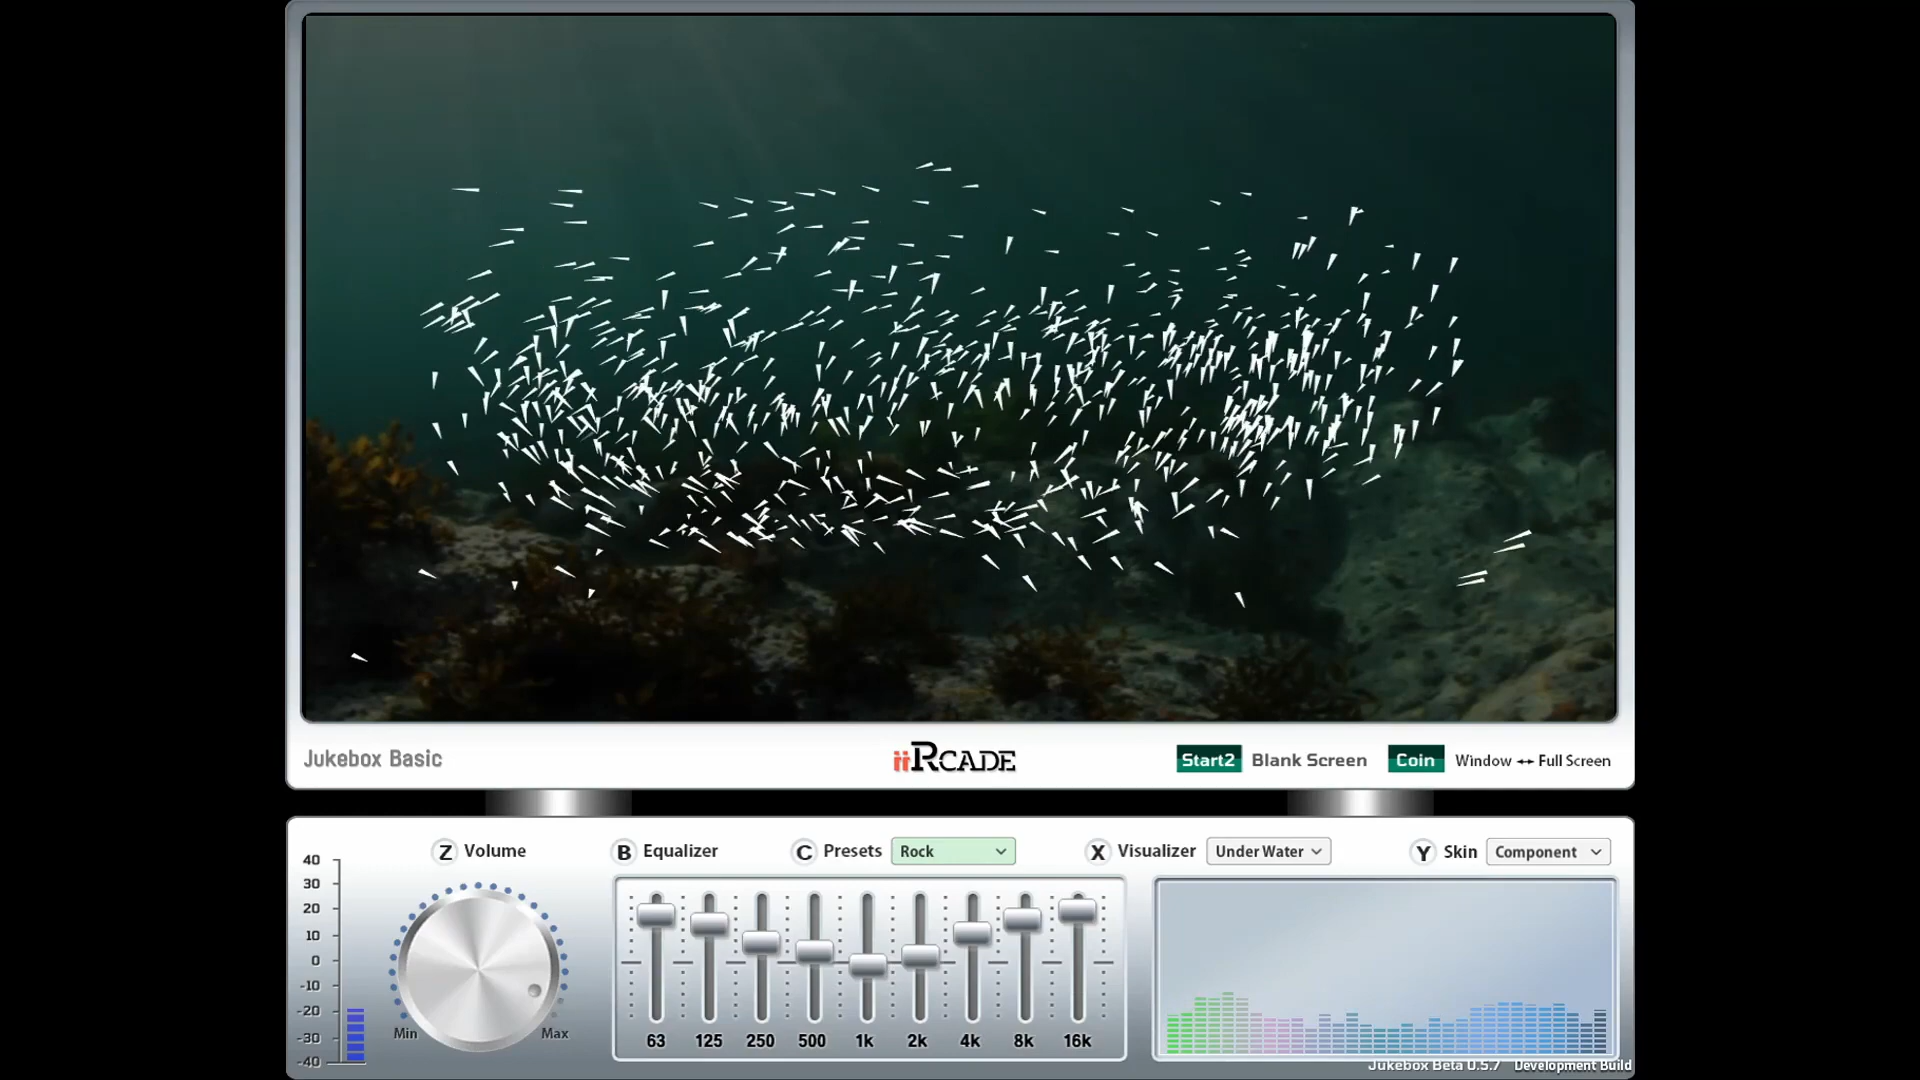 Jukebox Basic
iiRCADE
Start2 Blank Screen Coin Window ↔ Full Screen
Z Volume B Equalizer C Presets Rock X Visualizer Under Water Y Skin Component
40
30
20
10
0
-10
-20
-30
-40
Min Max
63 125 250 500 1k 2k 4k 8k 16k
Jukebox Beta 0.5.7 Development Build